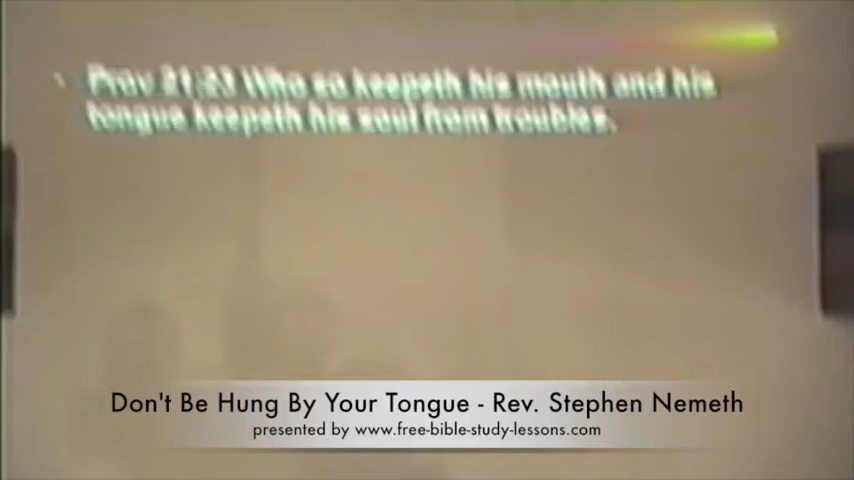 Prov 21:23 Who so keepeth his mouth and his
tongue keepeth his soul from troubles.
Don't Be Hung By Your Tongue - Rev. Stephen Nemeth
presented by www.free-bible-study-lessons.com